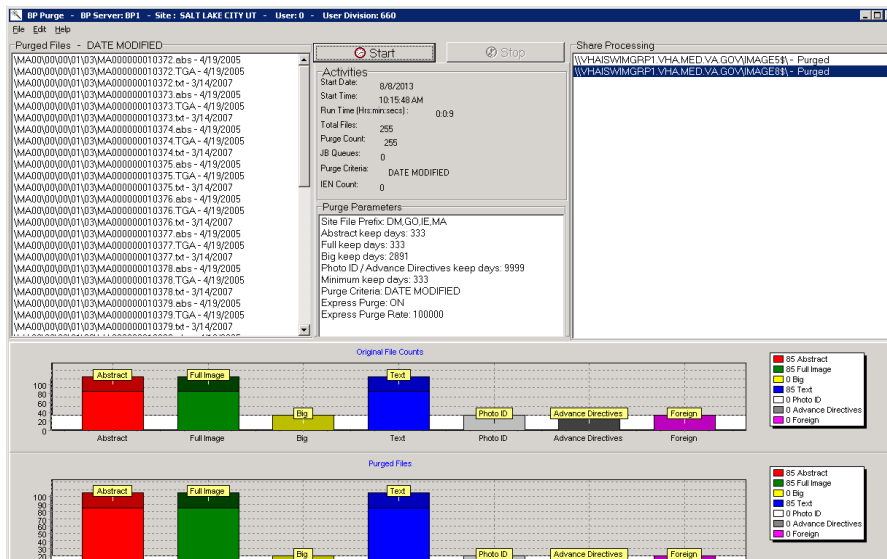 BP Purge - BP Server: BP1 - Site : SALT LAKE CITY UT - User: 0 - User Division: 660
File Edit Help
Purged Files - DATE MODIFIED
\MA00\00\00\01\03\MA000000010372.abs - 4/19/2005
\MA00\00\00\01\03\MA000000010372.TGA - 4/19/2005
\MA00\00\00\01\03\MA000000010372.txt - 3/14/2007
\MA00\00\00\01\03\MA000000010373.abs - 4/19/2005
\MA00\00\00\01\03\MA000000010373.TGA - 4/19/2005
\MA00\00\00\01\03\MA000000010373.txt - 3/14/2007
\MA00\00\00\01\03\MA000000010374.abs - 4/19/2005
\MA00\00\00\01\03\MA000000010374.TGA - 4/19/2005
\MA00\00\00\01\03\MA000000010374.txt - 3/14/2007
\MA00\00\00\01\03\MA000000010375.abs - 4/19/2005
\MA00\00\00\01\03\MA000000010375.TGA - 4/19/2005
\MA00\00\00\01\03\MA000000010375.txt - 3/14/2007
\MA00\00\00\01\03\MA000000010376.abs - 4/19/2005
\MA00\00\00\01\03\MA000000010376.TGA - 4/19/2005
\MA00\00\00\01\03\MA000000010376.txt - 3/14/2007
\MA00\00\00\01\03\MA000000010377.abs - 4/19/2005
\MA00\00\00\01\03\MA000000010377.TGA - 4/19/2005
\MA00\00\00\01\03\MA000000010377.txt - 3/14/2007
\MA00\00\00\01\03\MA000000010378.abs - 4/19/2005
\MA00\00\00\01\03\MA000000010378.TGA - 4/19/2005
\MA00\00\00\01\03\MA000000010378.txt - 3/14/2007
\MA00\00\00\01\03\MA000000010379.abs - 4/19/2005
\MA00\00\00\01\03\MA000000010379.TGA - 4/19/2005
\MA00\00\00\01\03\MA000000010379.txt - 3/14/2007
Start
Stop
Activities
Start Date: 8/8/2013
Start Time: 10:15:48 AM
Run Time (Hrs:min:secs) : 0:0:9
Total Files: 255
Purge Count: 255
JB Queues: 0
Purge Criteria: DATE MODIFIED
IEN Count: 0
Purge Parameters
Site File Prefix: DM,GO,IE,MA
Abstract keep days: 333
Full keep days: 333
Big keep days: 2891
Photo ID / Advance Directives keep days: 9999
Minimum keep days: 333
Purge Criteria: DATE MODIFIED
Express Purge: ON
Express Purge Rate: 100000
Share Processing
\\VHAISWIMGRP1.VHA.MED.VA.GOV\IMAGE5$\ - Purged
\\VHAISWIMGRP1.VHA.MED.VA.GOV\IMAGE8$\ - Purged
Original File Counts
100
80
60
40
20
0
Abstract Full Image Big Text Photo ID Advance Directives Foreign
Abstract Full Image Big Text Photo ID Advance Directives Foreign
85 Abstract
85 Full Image
0 Big
85 Text
0 Photo ID
0 Advance Directives
0 Foreign
Purged Files
100
90
80
70
60
50
40
30
20
Abstract Full Image Big Text Photo ID Advance Directives Foreign
85 Abstract
85 Full Image
0 Big
85 Text
0 Photo ID
0 Advance Directives
0 Foreign